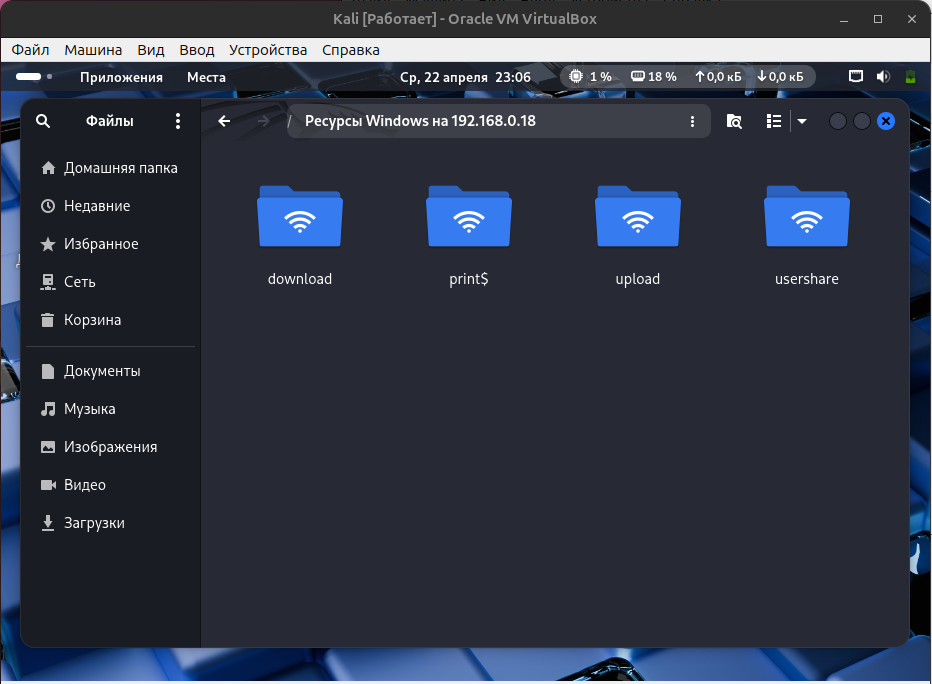 Kali [Работает] - Oracle VM VirtualBox
Файл Машина Вид Ввод Устройства Справка
Приложения Места Ср, 22 апреля 23:06 1 % 18 % 0,0 кБ 0,0 кБ
Файлы / Ресурсы Windows на 192.168.0.18
Домашняя папка
Недавние
Избранное
Сеть
Корзина
Документы
Музыка
Изображения
Видео
Загрузки
download print$ upload usershare